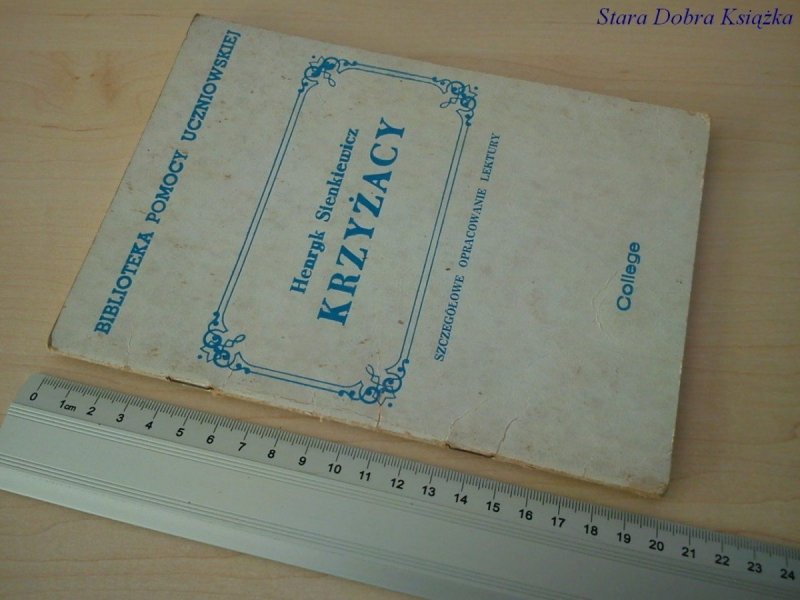 Stara Dobra Książka
BIBLIOTEKA POMOCY UCZNIOWSKIEJ
Henryk Sienkiewicz
KRZYŻACY
SZCZEGÓŁOWE OPRACOWANIE LEKTURY
College
0 1cm 2 3 4 5 6 7 8 9 10 11 12 13 14 15 16 17 18 19 20 21 22 23 24